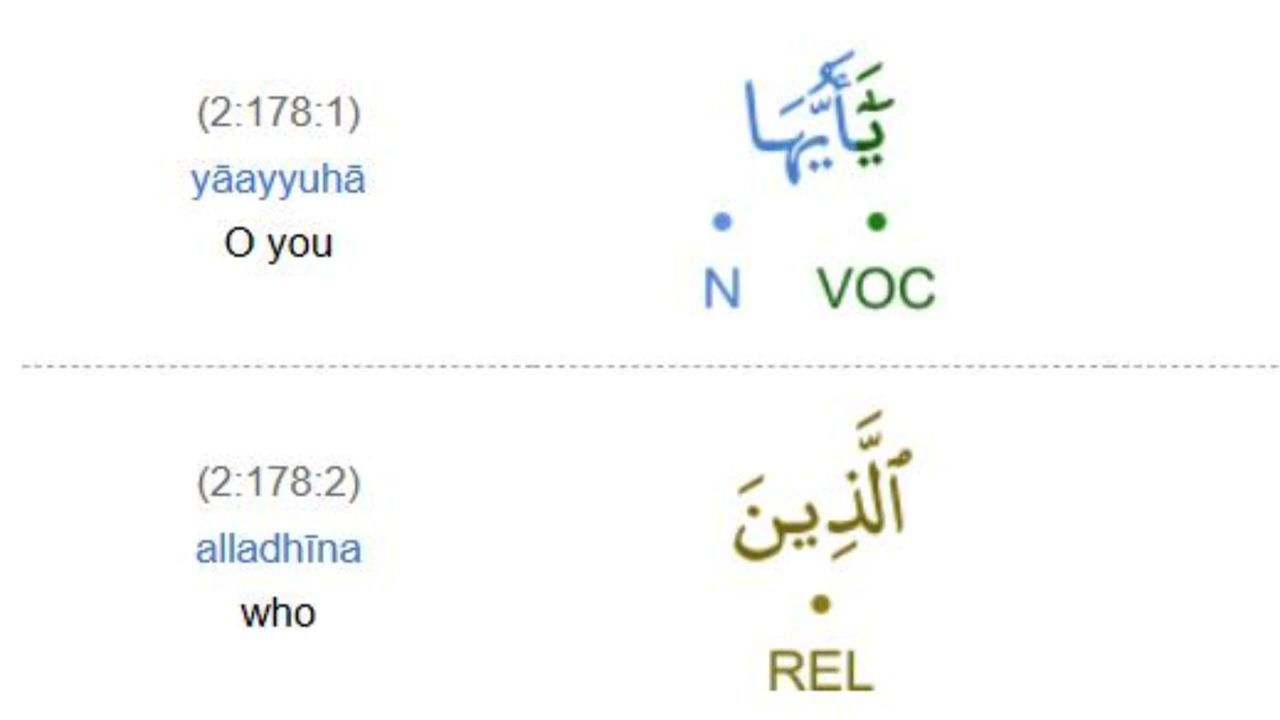 (2:178:1)
yāayyuhā
O you
يَٰٓأَيُّهَا
N VOC
(2:178:2)
alladhīna
who
ٱلَّذِينَ
REL